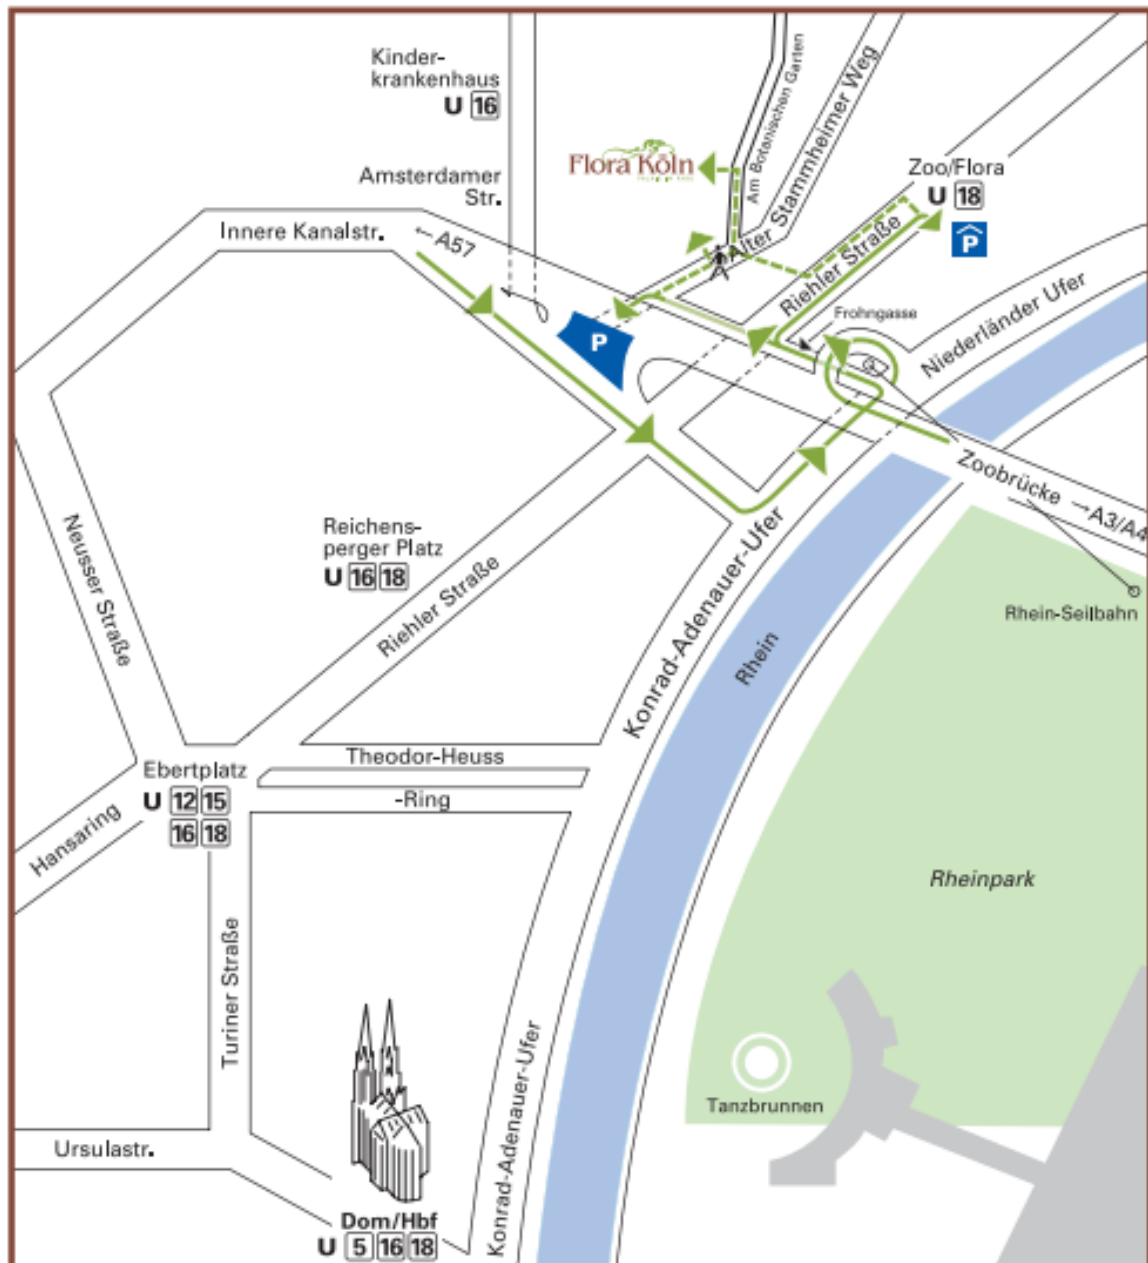 Kinder-
krankenhaus
U 16
Am Botanischen Garten
Alter Stammheimer Weg
Flora Köln
Zoo/Flora
U 18
P
Amsterdamer
Str.
Innere Kanalstr.
←A57
Riehler Straße
Frohngasse
Niederländer Ufer
P
Zoobrücke →A3/A4
Rhein-Seilbahn
Neusser Straße
Reichens-
perger Platz
U 16 18
Riehler Straße
Konrad-Adenauer-Ufer
Rhein
Theodor-Heuss
-Ring
Ebertplatz
U 12 15
16 18
Hansaring
Rheinpark
Turiner Straße
Konrad-Adenauer-Ufer
Tanzbrunnen
Ursulastr.
Dom/Hbf
U 5 16 18